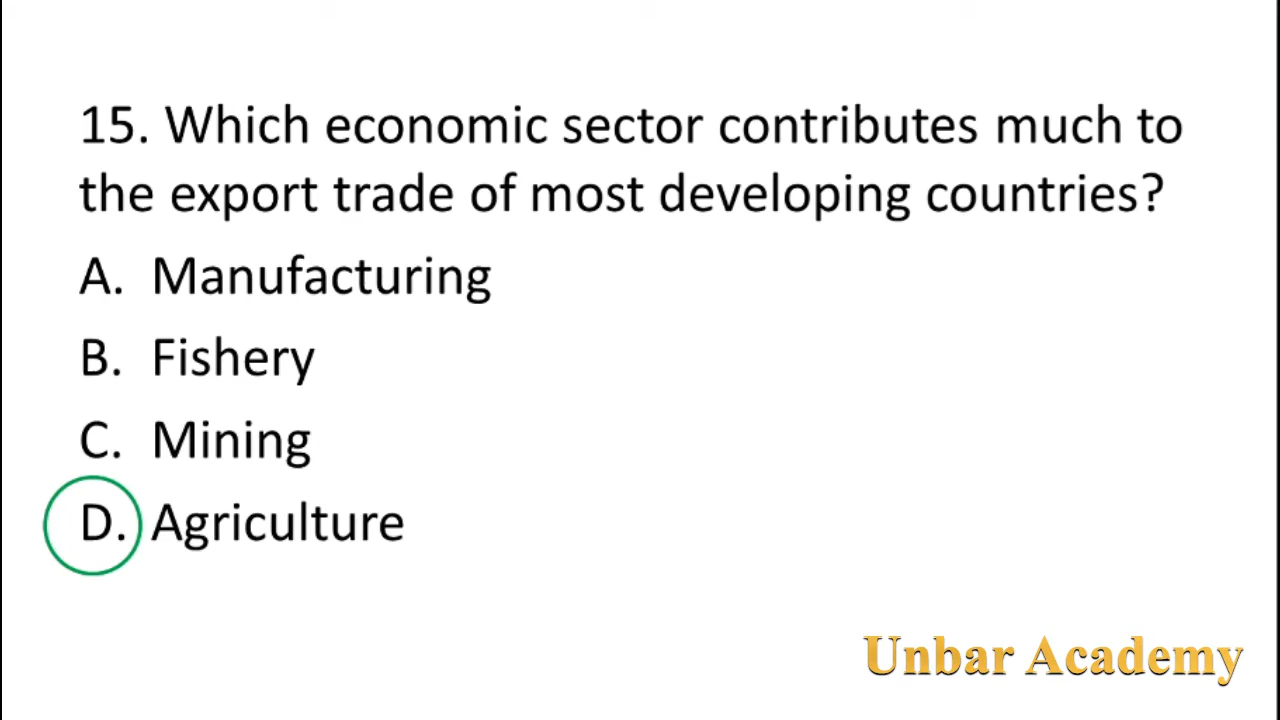 15. Which economic sector contributes much to
the export trade of most developing countries?
A. Manufacturing
B. Fishery
C. Mining
D. Agriculture
Unbar Academy